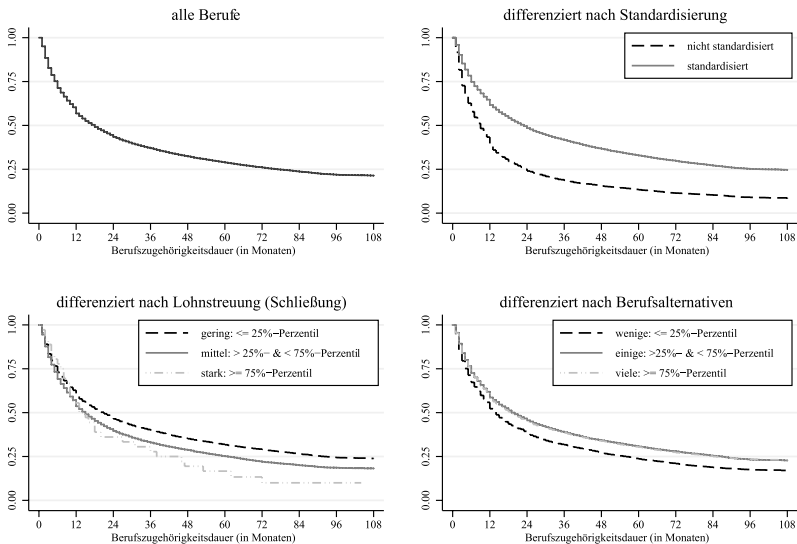 alle Berufe
1.00
0.75
0.50
0.25
0.00
0 12 24 36 48 60 72 84 96 108
Berufszugehörigkeitsdauer (in Monaten)
differenziert nach Standardisierung
nicht standardisiert
standardisiert
1.00
0.75
0.50
0.25
0.00
0 12 24 36 48 60 72 84 96 108
Berufszugehörigkeitsdauer (in Monaten)
differenziert nach Lohnstreuung (Schließung)
gering: <= 25%−Perzentil
mittel: > 25%− & < 75%−Perzentil
stark: >= 75%−Perzentil
1.00
0.75
0.50
0.25
0.00
0 12 24 36 48 60 72 84 96 108
Berufszugehörigkeitsdauer (in Monaten)
differenziert nach Berufsalternativen
wenige: <= 25%−Perzentil
einige: >25%− & < 75%−Perzentil
viele: >= 75%−Perzentil
1.00
0.75
0.50
0.25
0.00
0 12 24 36 48 60 72 84 96 108
Berufszugehörigkeitsdauer (in Monaten)